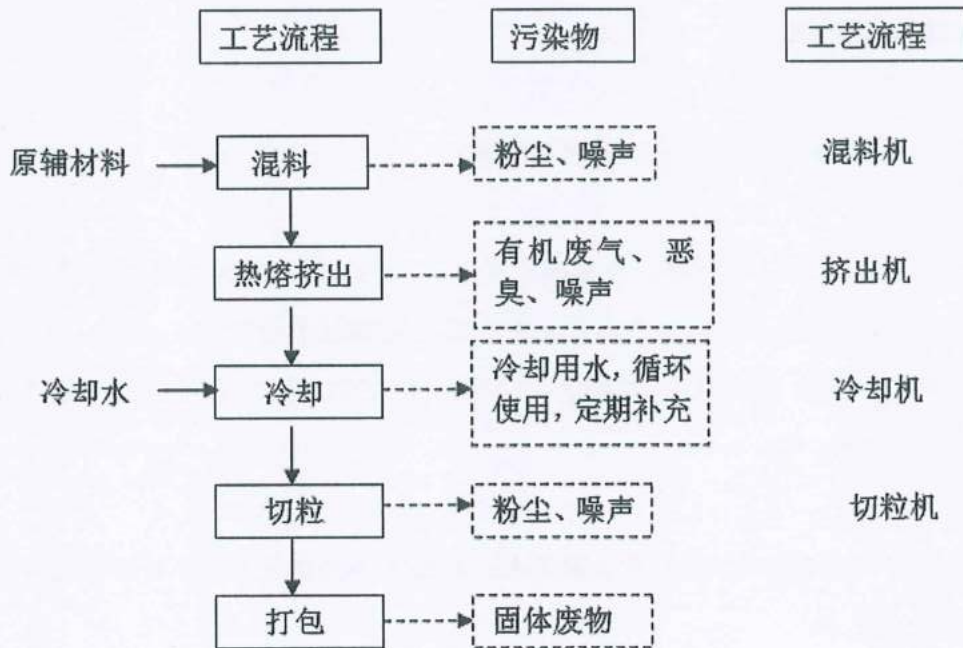 工艺流程 污染物 工艺流程
原辅材料 混料 粉尘、噪声 混料机
热熔挤出 有机废气、恶 挤出机
臭、噪声
冷却水 冷却 冷却用水,循环 冷却机
使用,定期补充
切粒 粉尘、噪声 切粒机
打包 固体废物